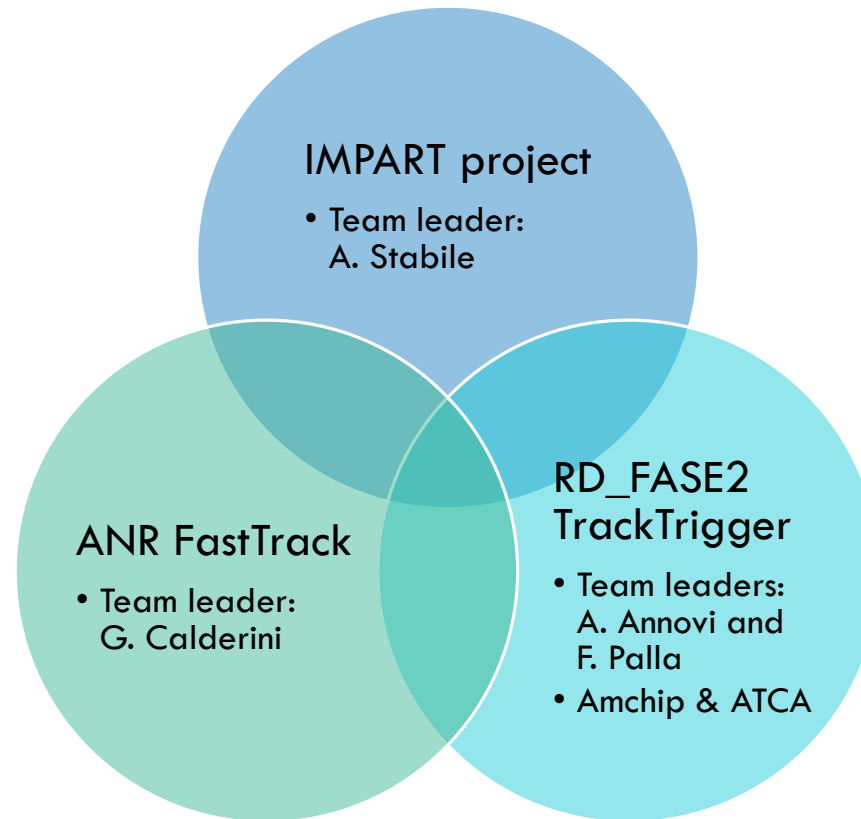 IMPART project
• Team leader:
A. Stabile
ANR FastTrack
• Team leader:
G. Calderini
RD_FASE2
TrackTrigger
• Team leaders:
A. Annovi and
F. Palla
• Amchip & ATCA